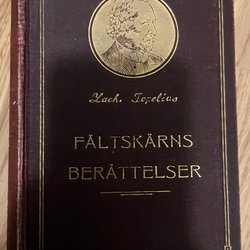 Zach. Topelius
FÄLTSKÄRNS
BERÄTTELSER